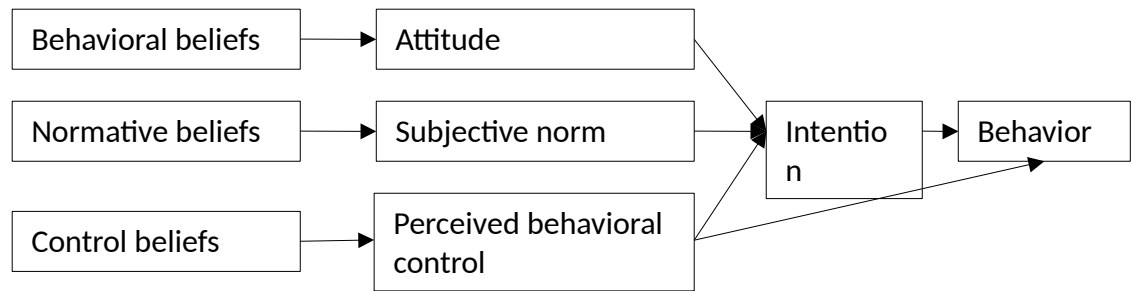 Behavioral beliefs
Attitude
Normative beliefs
Subjective norm
Intentio
n
Behavior
Control beliefs
Perceived behavioral
control